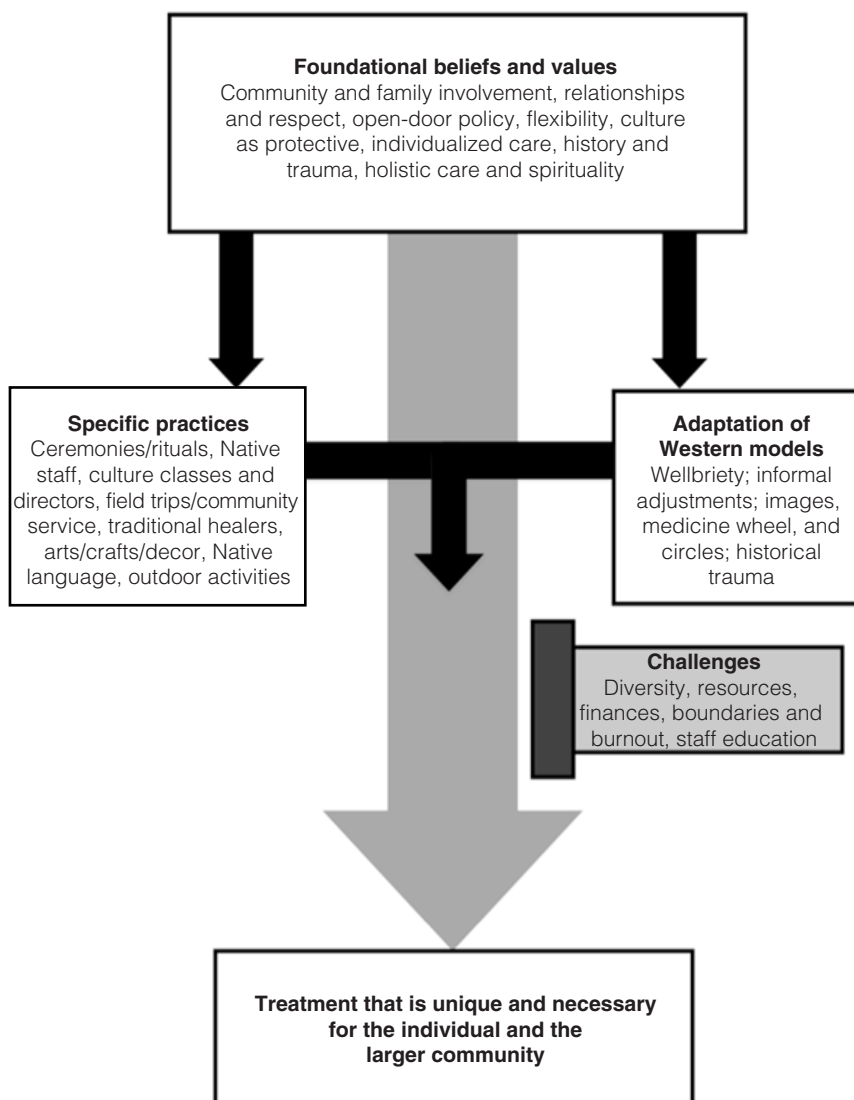 Foundational beliefs and values
Community and family involvement, relationships
and respect, open-door policy, flexibility, culture
as protective, individualized care, history and
trauma, holistic care and spirituality
Specific practices
Ceremonies/rituals, Native
staff, culture classes and
directors, field trips/community
service, traditional healers,
arts/crafts/decor, Native
language, outdoor activities
Adaptation of
Western models
Wellbriety; informal
adjustments; images,
medicine wheel, and
circles; historical
trauma
Challenges
Diversity, resources,
finances, boundaries and
burnout, staff education
Treatment that is unique and necessary
for the individual and the
larger community